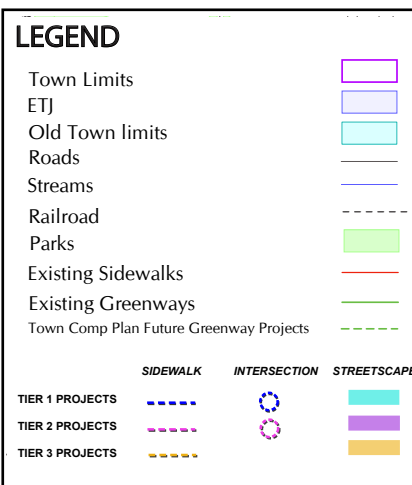 LEGEND
Town Limits
ETJ
Old Town limits
Roads
Streams
Railroad
Parks
Existing Sidewalks
Existing Greenways
Town Comp Plan Future Greenway Projects
SIDEWALK INTERSECTION STREETSCAPE
TIER 1 PROJECTS
TIER 2 PROJECTS
TIER 3 PROJECTS